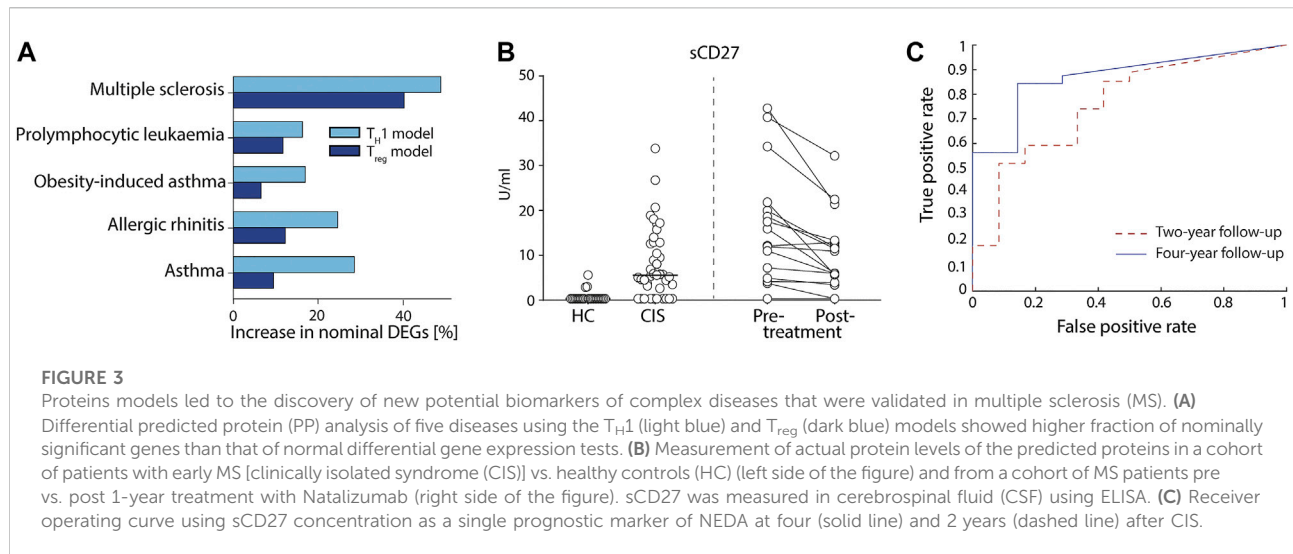 A
Multiple sclerosis
Prolymphocytic leukaemia
Obesity-induced asthma
Allergic rhinitis
Asthma
TH1 model
Treg model
0 20 40
Increase in nominal DEGs [%]
B
sCD27
50
40
30
20
10
0
U/ml
HC CIS Pre- Post-
treatment
C
1
0.9
0.8
0.7
0.6
0.5
0.4
0.3
0.2
0.1
0
True positive rate
Two-year follow-up
Four-year follow-up
0 0.2 0.4 0.6 0.8 1
False positive rate
FIGURE 3
Proteins models led to the discovery of new potential biomarkers of complex diseases that were validated in multiple sclerosis (MS). (A)
Differential predicted protein (PP) analysis of five diseases using the TH1 (light blue) and Treg (dark blue) models showed higher fraction of nominally
significant genes than that of normal differential gene expression tests. (B) Measurement of actual protein levels of the predicted proteins in a cohort
of patients with early MS [clinically isolated syndrome (CIS)] vs. healthy controls (HC) (left side of the figure) and from a cohort of MS patients pre
vs. post 1-year treatment with Natalizumab (right side of the figure). sCD27 was measured in cerebrospinal fluid (CSF) using ELISA. (C) Receiver
operating curve using sCD27 concentration as a single prognostic marker of NEDA at four (solid line) and 2 years (dashed line) after CIS.